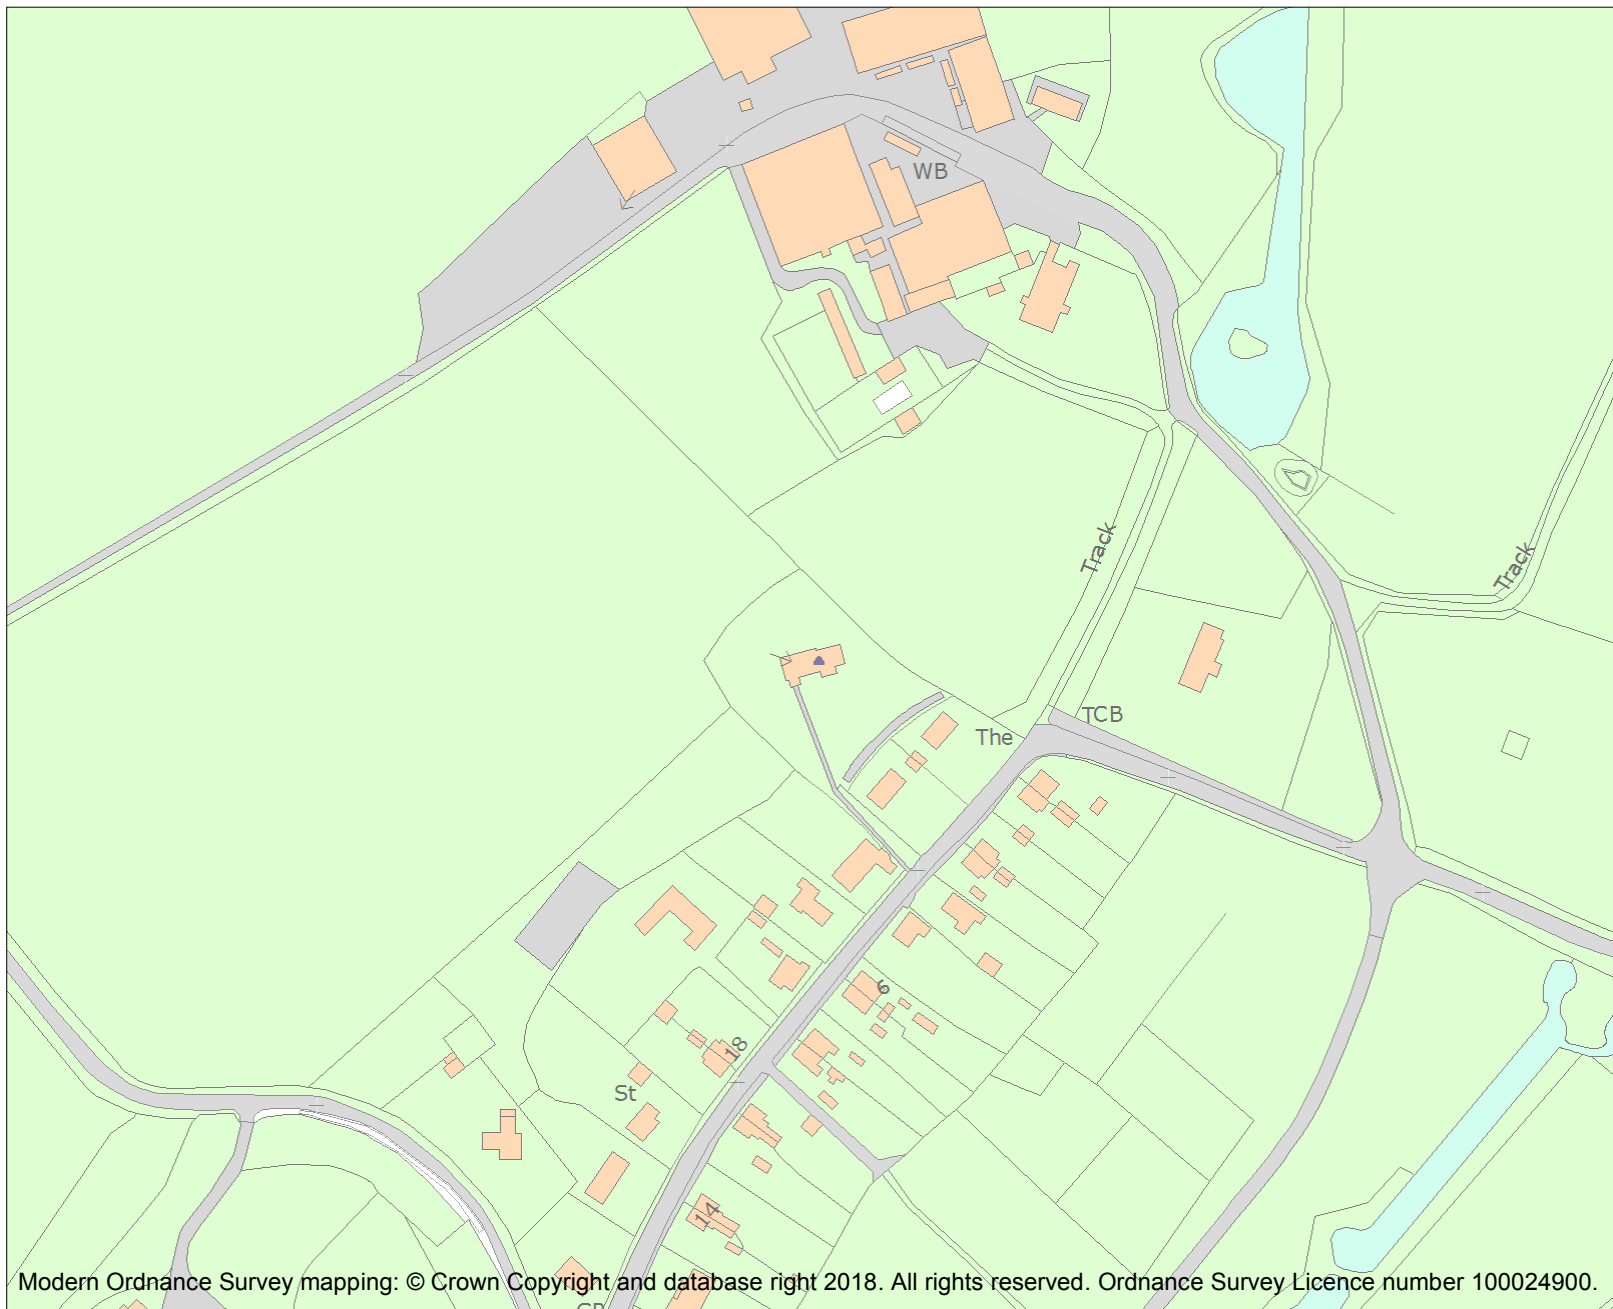 WB
Track
Track
TCB
The
6
18
St
14
Modern Ordnance Survey mapping: © Crown Copyright and database right 2018. All rights reserved. Ordnance Survey Licence number 100024900.